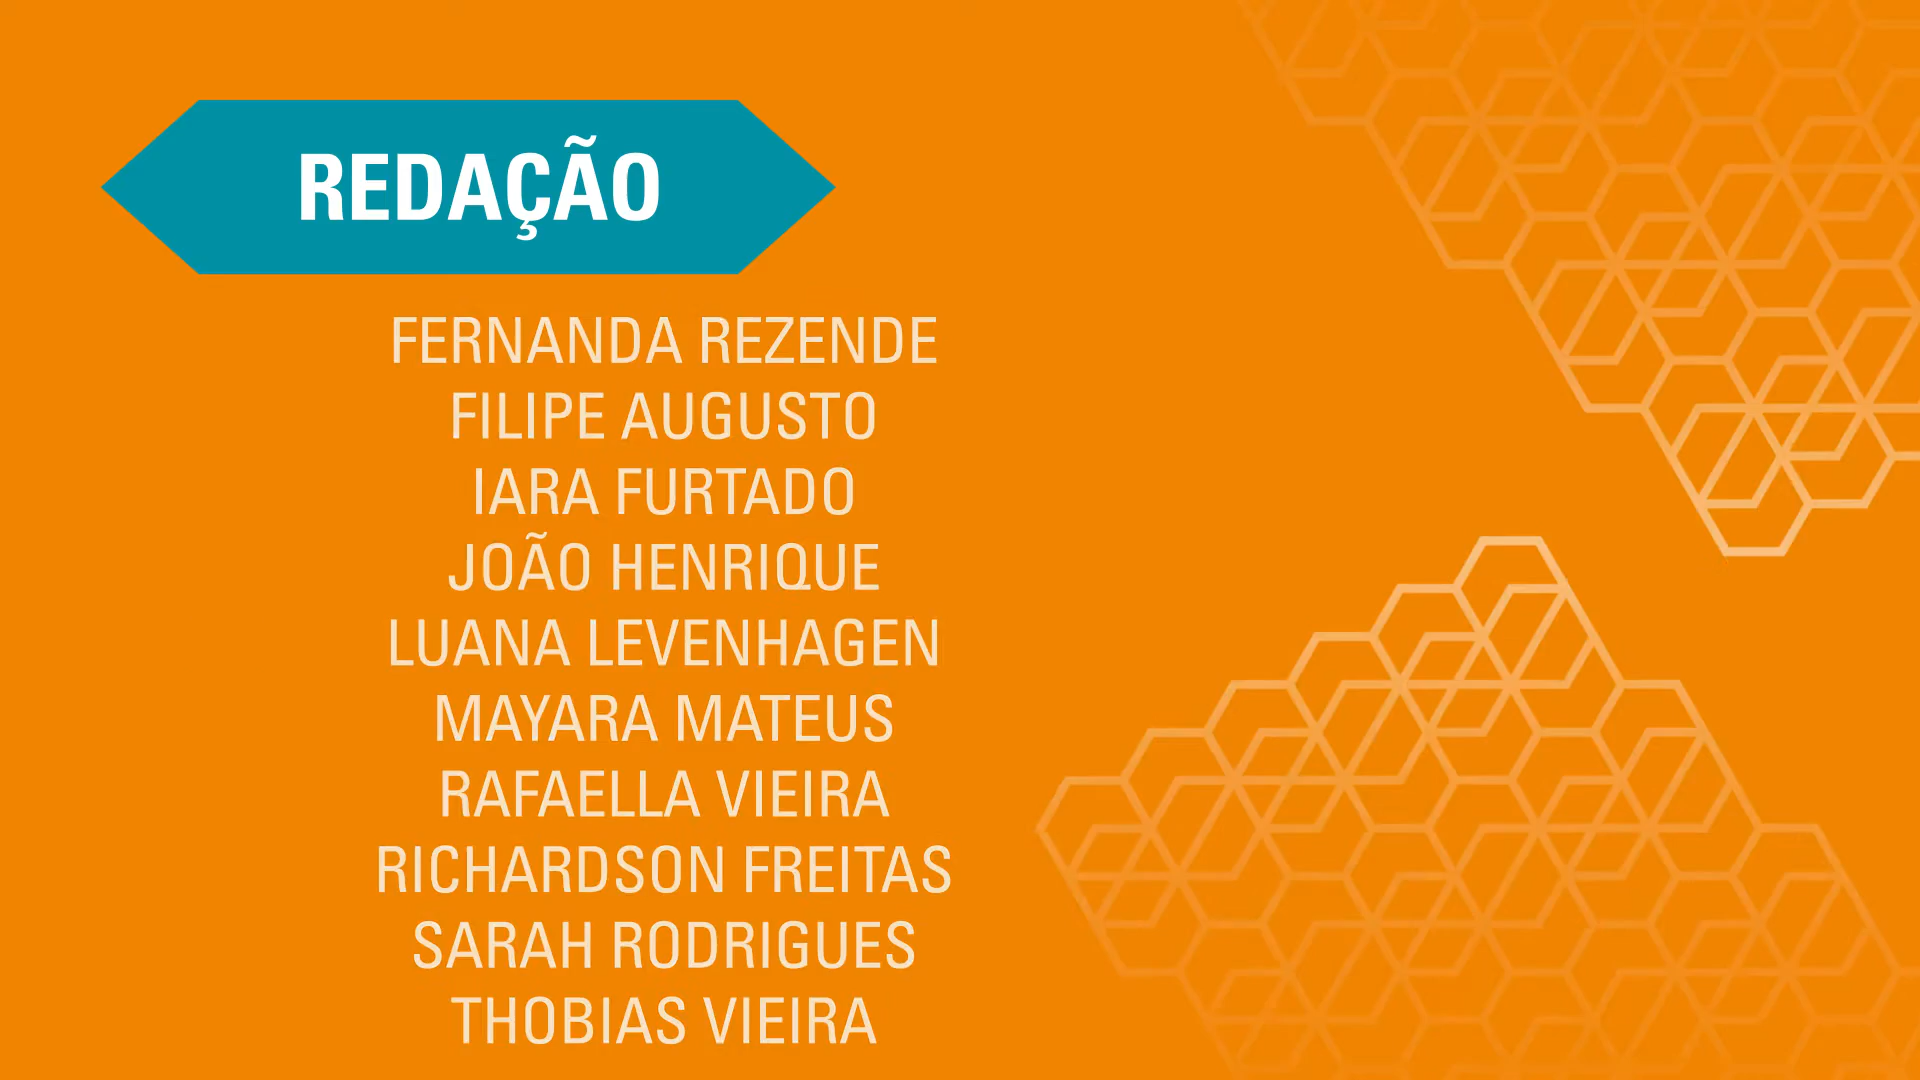 REDAÇÃO
FERNANDA REZENDE
FILIPE AUGUSTO
IARA FURTADO
JOÃO HENRIQUE
LUANA LEVENHAGEN
MAYARA MATEUS
RAFAELLA VIEIRA
RICHARDSON FREITAS
SARAH RODRIGUES
THOBIAS VIEIRA